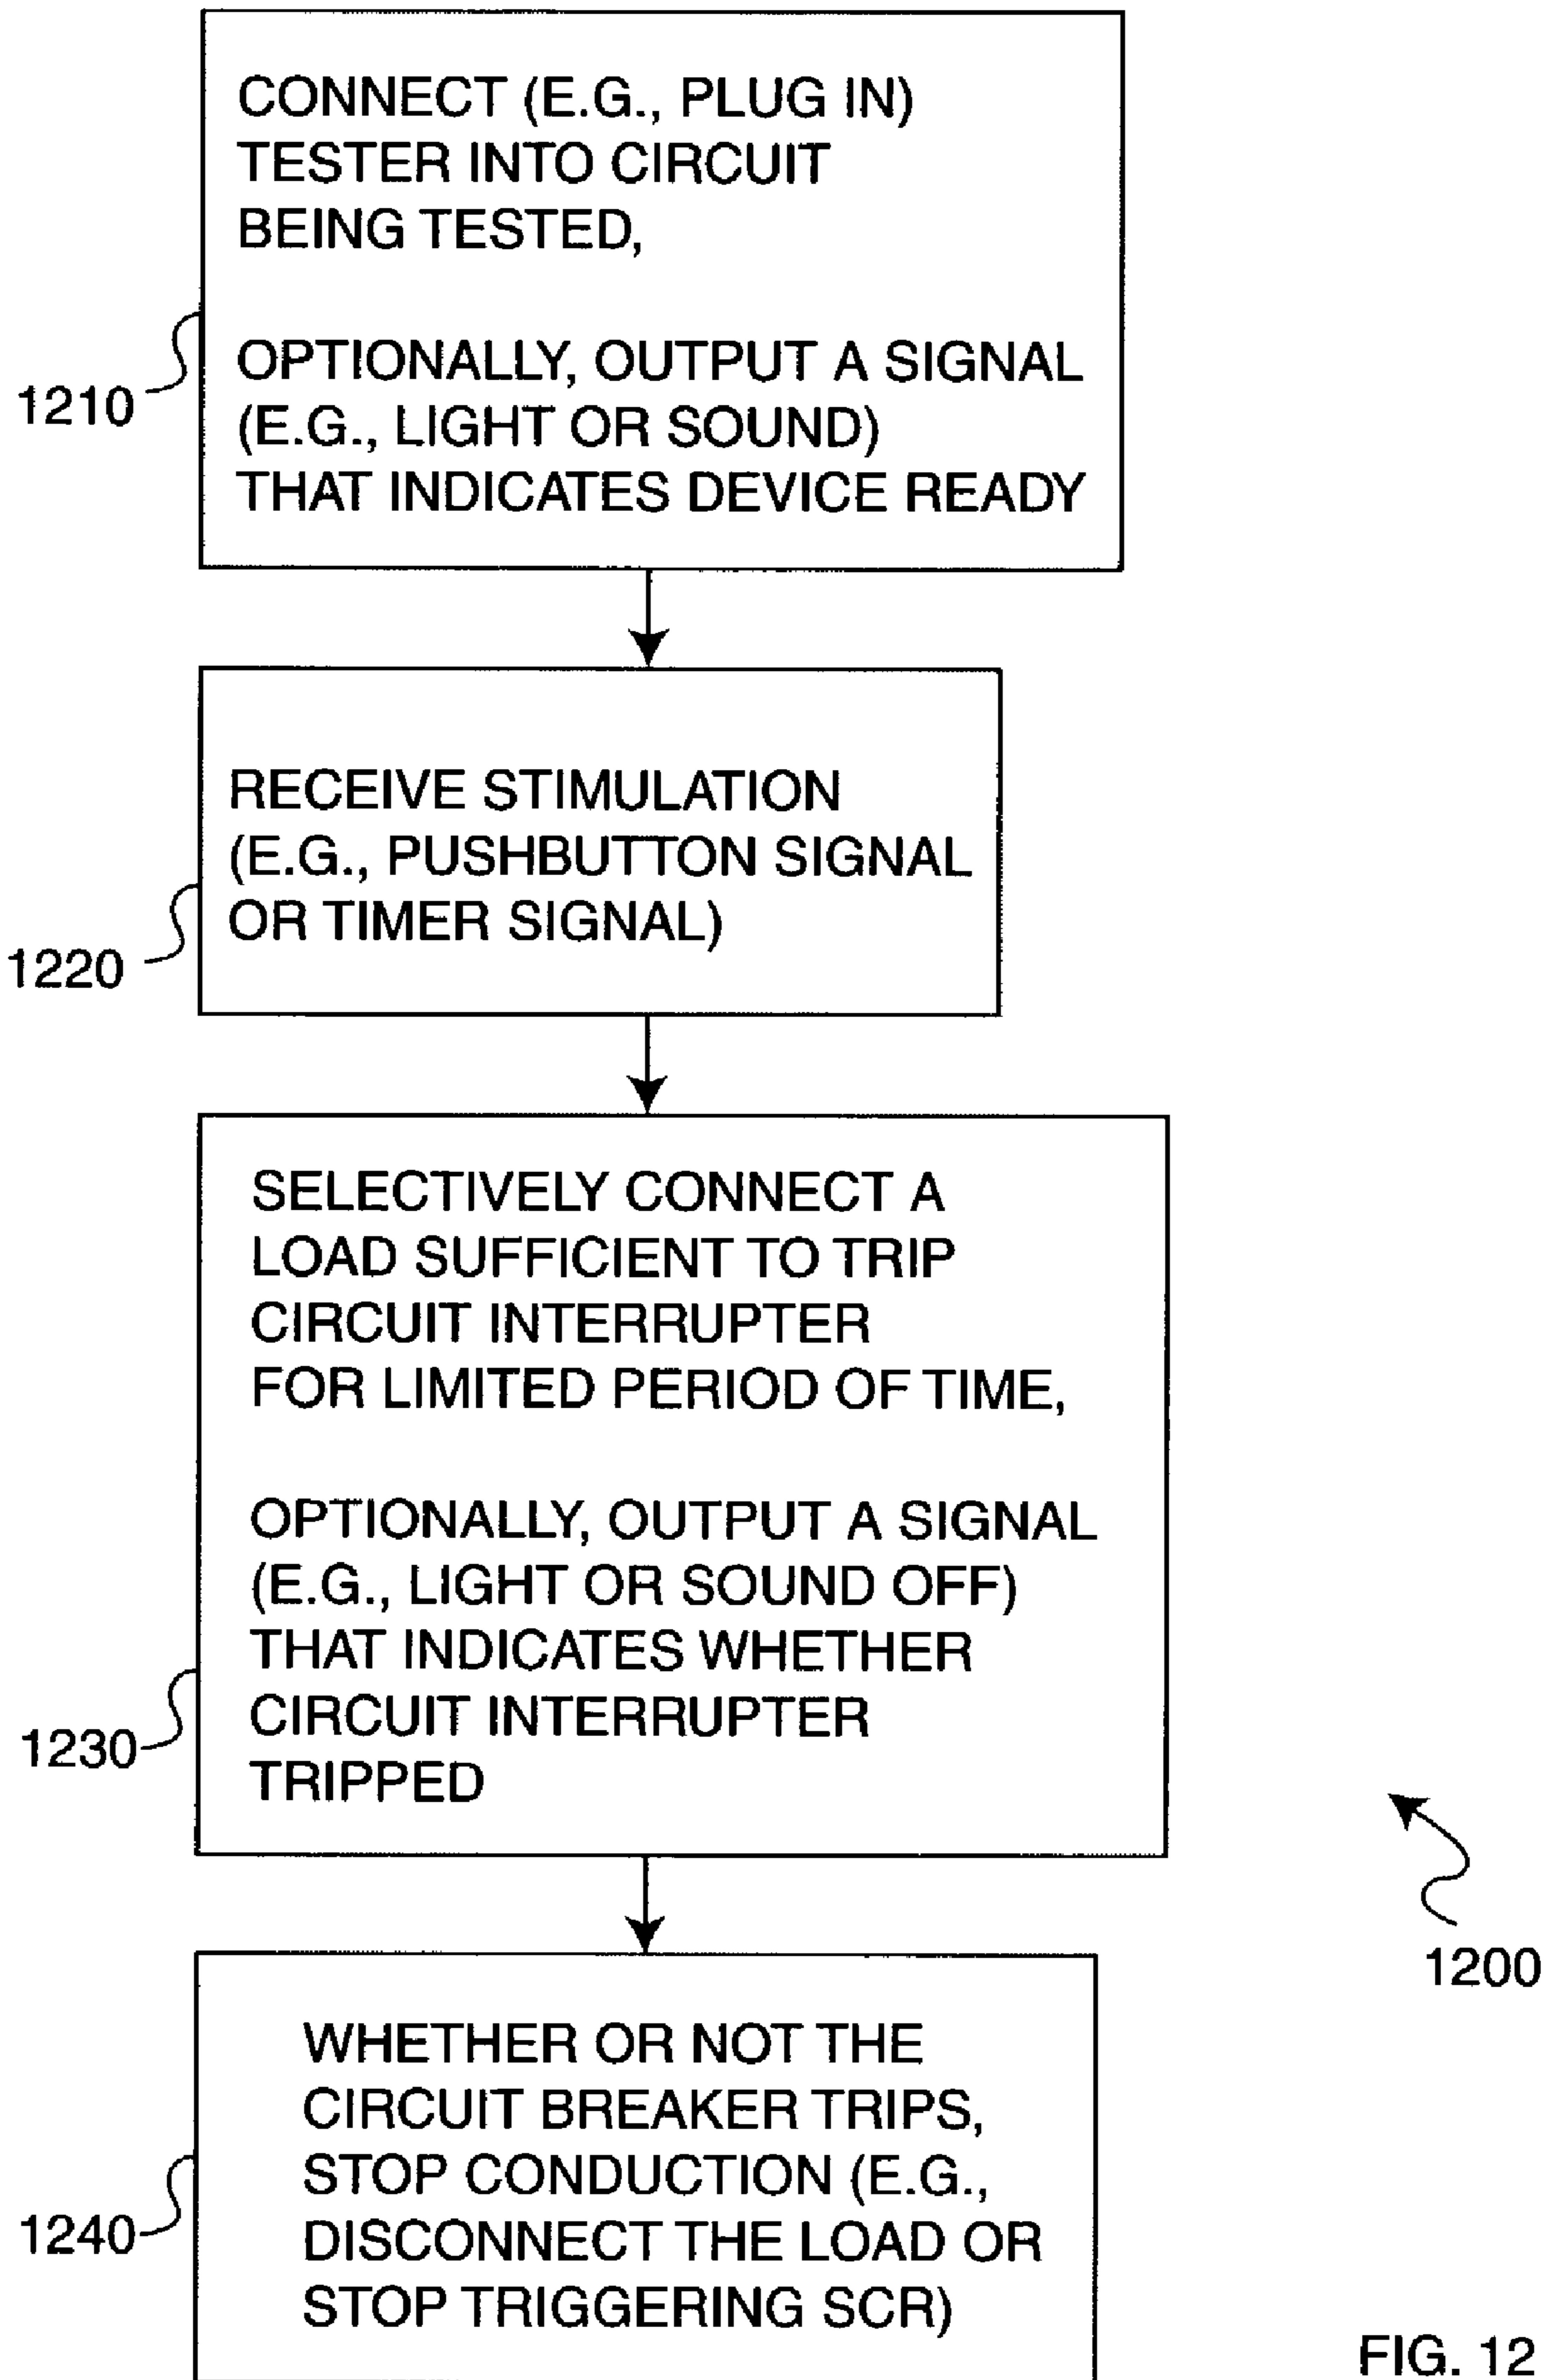 CONNECT (E.G., PLUG IN)
TESTER INTO CIRCUIT
BEING TESTED,
OPTIONALLY, OUTPUT A SIGNAL
(E.G., LIGHT OR SOUND)
THAT INDICATES DEVICE READY
1210
RECEIVE STIMULATION
(E.G., PUSHBUTTON SIGNAL
OR TIMER SIGNAL)
1220
SELECTIVELY CONNECT A
LOAD SUFFICIENT TO TRIP
CIRCUIT INTERRUPTER
FOR LIMITED PERIOD OF TIME,
OPTIONALLY, OUTPUT A SIGNAL
(E.G., LIGHT OR SOUND OFF)
THAT INDICATES WHETHER
CIRCUIT INTERRUPTER
TRIPPED
1230
1200
WHETHER OR NOT THE
CIRCUIT BREAKER TRIPS,
STOP CONDUCTION (E.G.,
DISCONNECT THE LOAD OR
STOP TRIGGERING SCR)
1240
FIG. 12